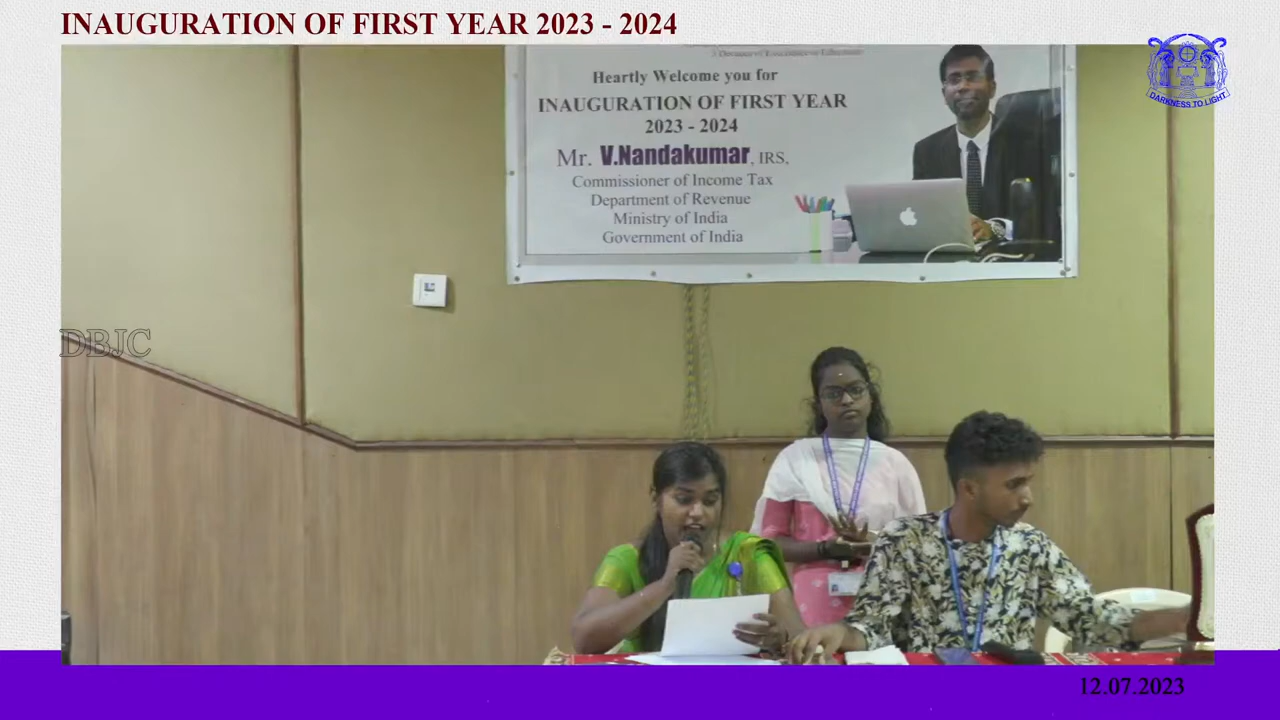 INAUGURATION OF FIRST YEAR 2023 - 2024
Heartly Welcome you for
INAUGURATION OF FIRST YEAR
2023 - 2024
Mr. V.Nandakumar, IRS,
Commissioner of Income Tax
Department of Revenue
Ministry of India
Government of India
DARKNESS TO LIGHT
DBJC
12.07.2023